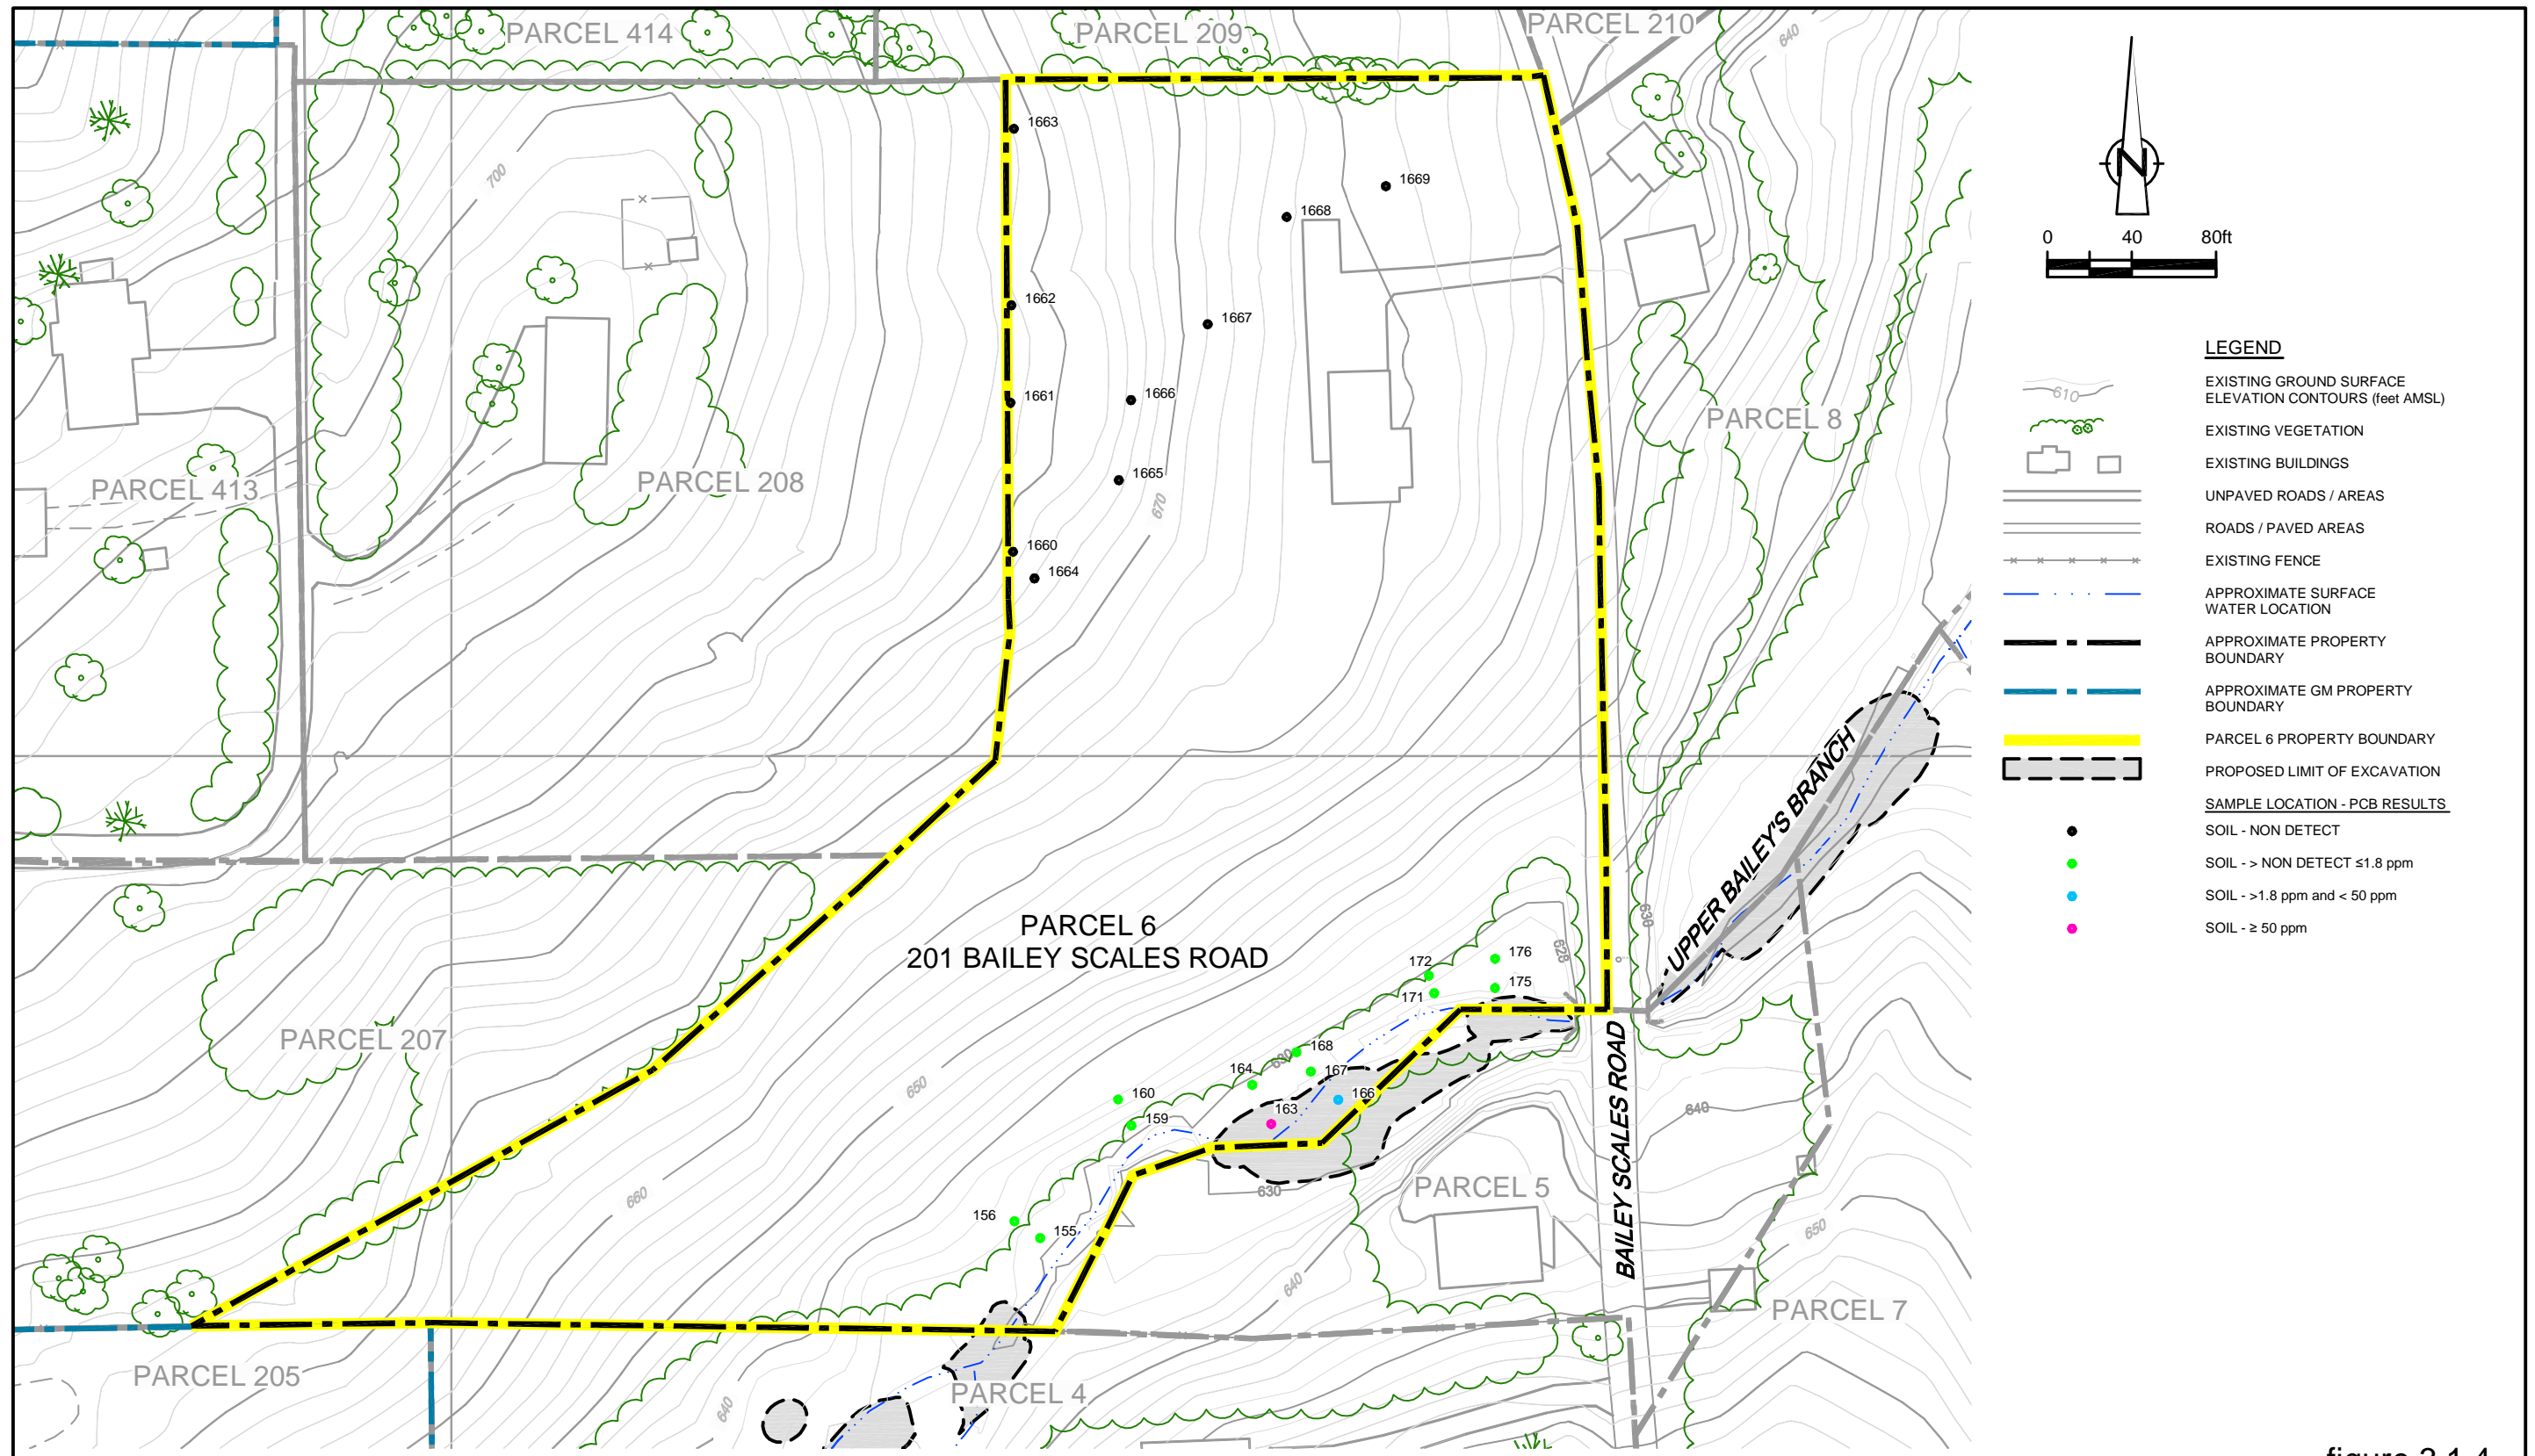 PARCEL 414
PARCEL 209
PARCEL 210
640
1663
700
1669
1668
N
0 40 80ft
1662
1667
1661
1666
PARCEL 8
1665
PARCEL 413
PARCEL 208
670
1660
1664
LEGEND
610
EXISTING GROUND SURFACE
ELEVATION CONTOURS (feet AMSL)
EXISTING VEGETATION
EXISTING BUILDINGS
UNPAVED ROADS / AREAS
ROADS / PAVED AREAS
EXISTING FENCE
APPROXIMATE SURFACE
WATER LOCATION
APPROXIMATE PROPERTY
BOUNDARY
APPROXIMATE GM PROPERTY
BOUNDARY
PARCEL 6 PROPERTY BOUNDARY
PROPOSED LIMIT OF EXCAVATION
SAMPLE LOCATION - PCB RESULTS
SOIL - NON DETECT
SOIL - > NON DETECT ≤1.8 ppm
SOIL - >1.8 ppm and < 50 ppm
SOIL - ≥ 50 ppm
UPPER BAILEY'S BRANCH
630
628
PARCEL 6
201 BAILEY SCALES ROAD
176
172
175
171
PARCEL 207
168
630
164
167
650
160
166
163
159
640
BAILEY SCALES ROAD
PARCEL 5
630
660
156
155
650
640
PARCEL 7
PARCEL 205
PARCEL 4
640